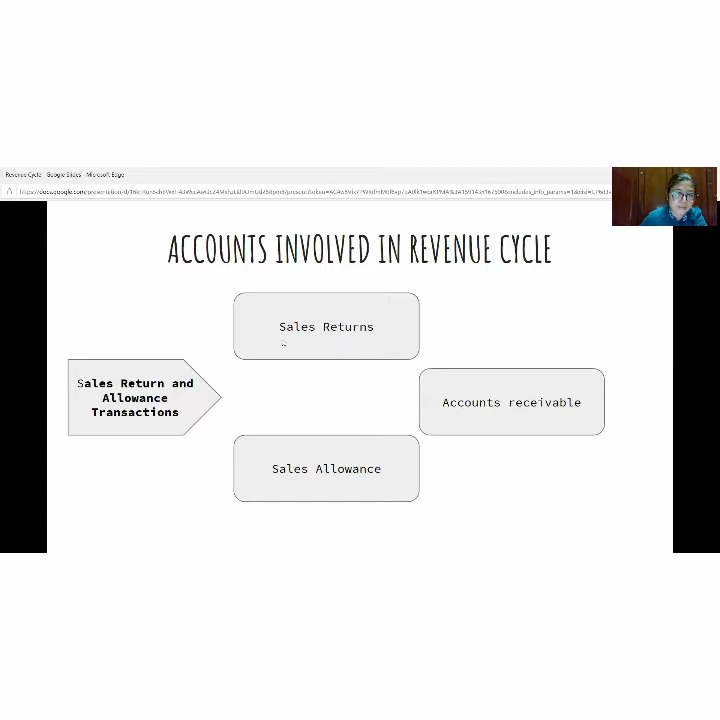 Revenue Cycle - Google Slides - Microsoft Edge
ACCOUNTS INVOLVED IN REVENUE CYCLE
Sales Returns
Sales Return and
Allowance
Transactions
Accounts receivable
Sales Allowance